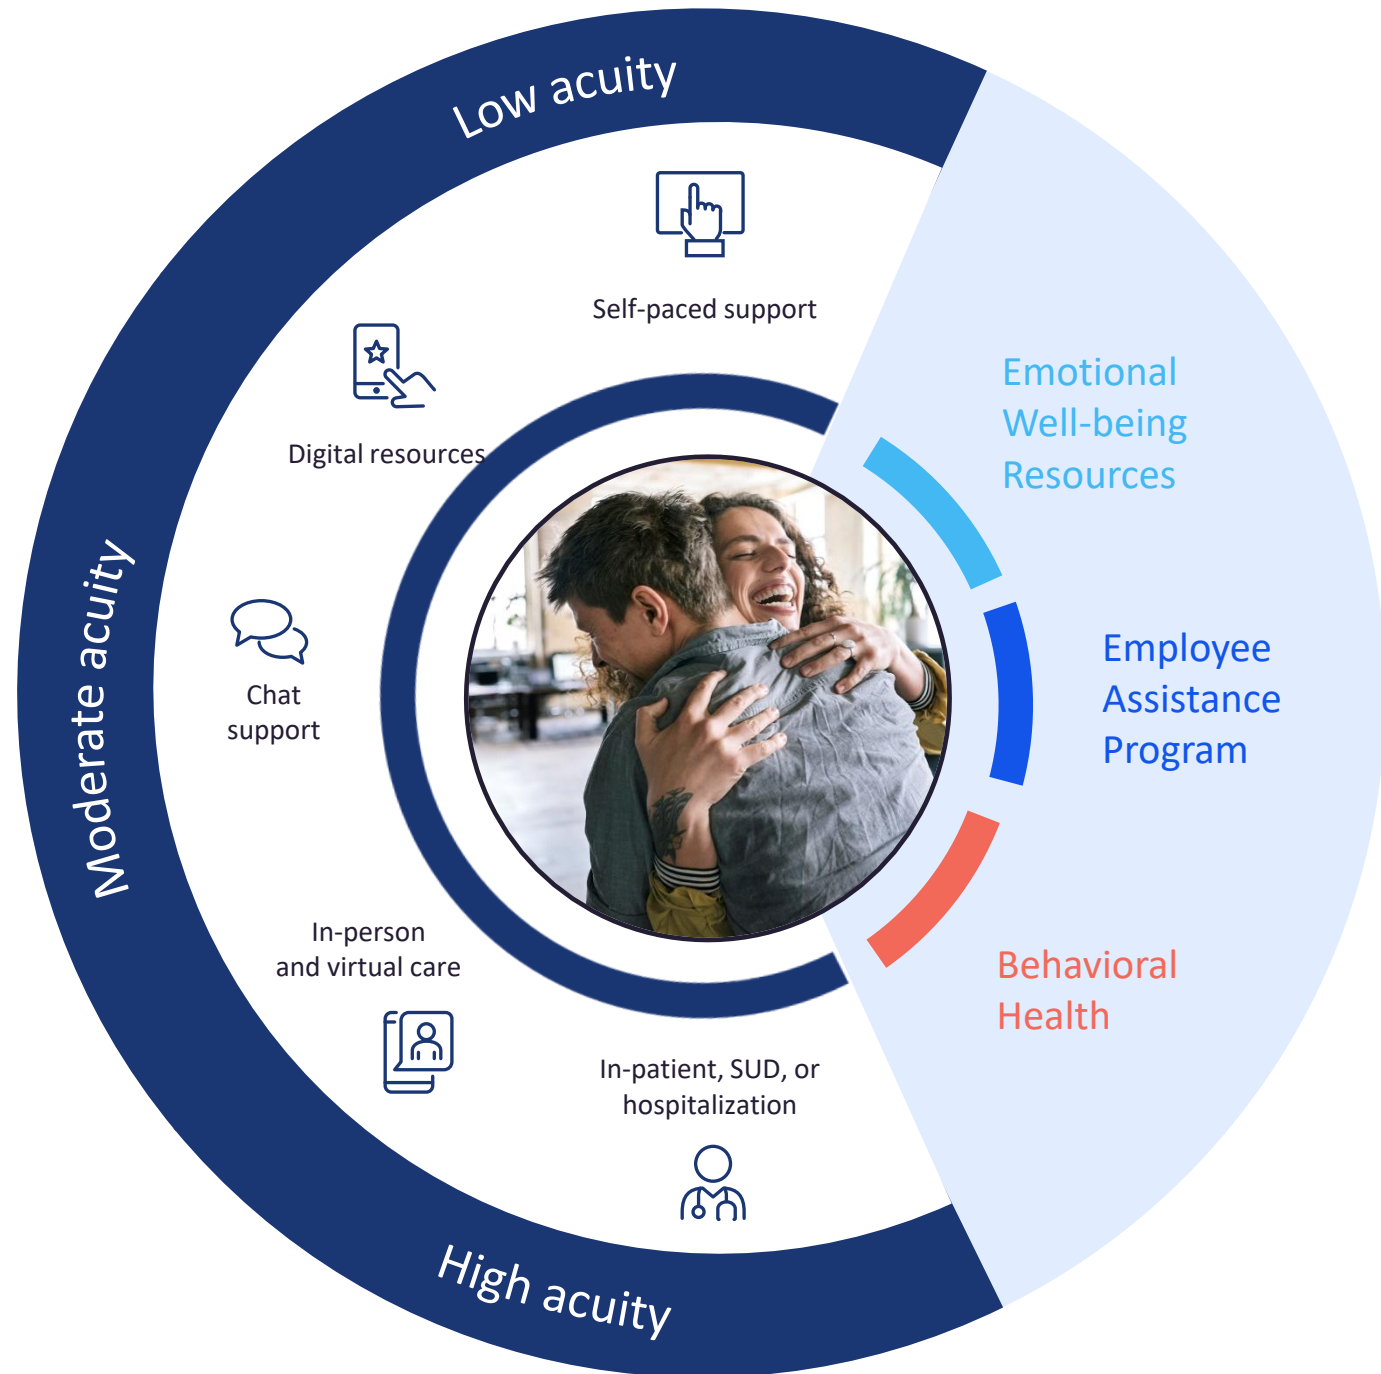 Low acuity
Self-paced support
Digital resources
Moderate acuity
Chat
support
In-person
and virtual care
In-patient, SUD, or
hospitalization
High acuity
Emotional
Well-being
Resources
Employee
Assistance
Program
Behavioral
Health